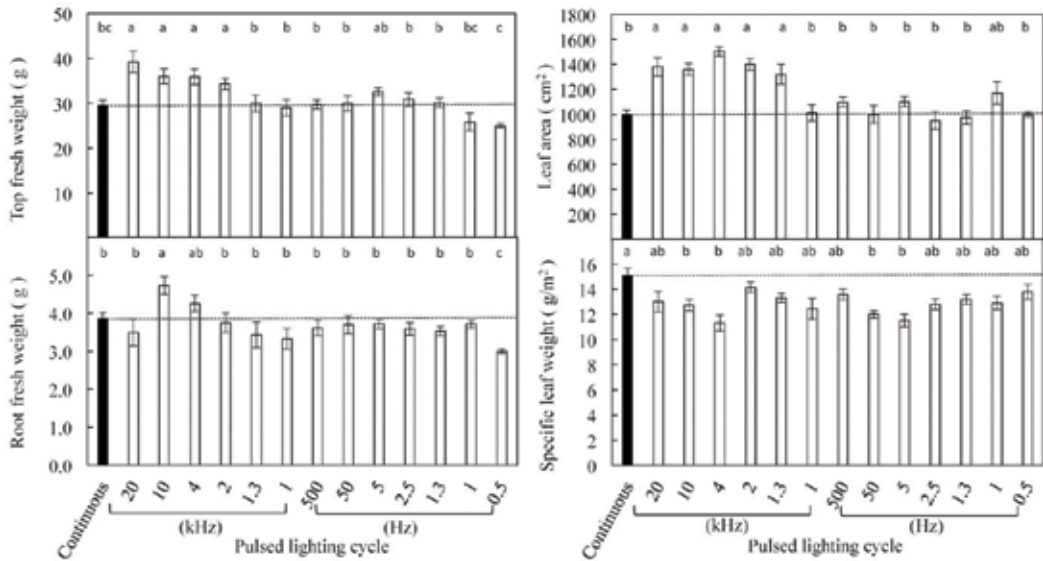 Top fresh weight ( g )
50
40
30
20
10
bc a a a a b b b b ab b b bc c
Leaf area ( cm²)
1800
1600
1400
1200
1000
800
600
400
200
b a a a a a b b b b b b ab b
Root fresh weight ( g )
5.0
4.0
3.0
2.0
1.0
0.0
b b a ab b b b b b b b b b c
Continuous 20 10 4 2 1.3 1 500 50 5 2.5 1.3 1 0.5
(kHz) (Hz)
Pulsed lighting cycle
Specific leaf weight ( g/m²)
16
14
12
10
8
6
4
2
0
a ab b b ab ab ab ab b b ab ab ab ab
Continuous 20 10 4 2 1.3 1 500 50 5 2.5 1.3 1 0.5
(kHz) (Hz)
Pulsed lighting cycle